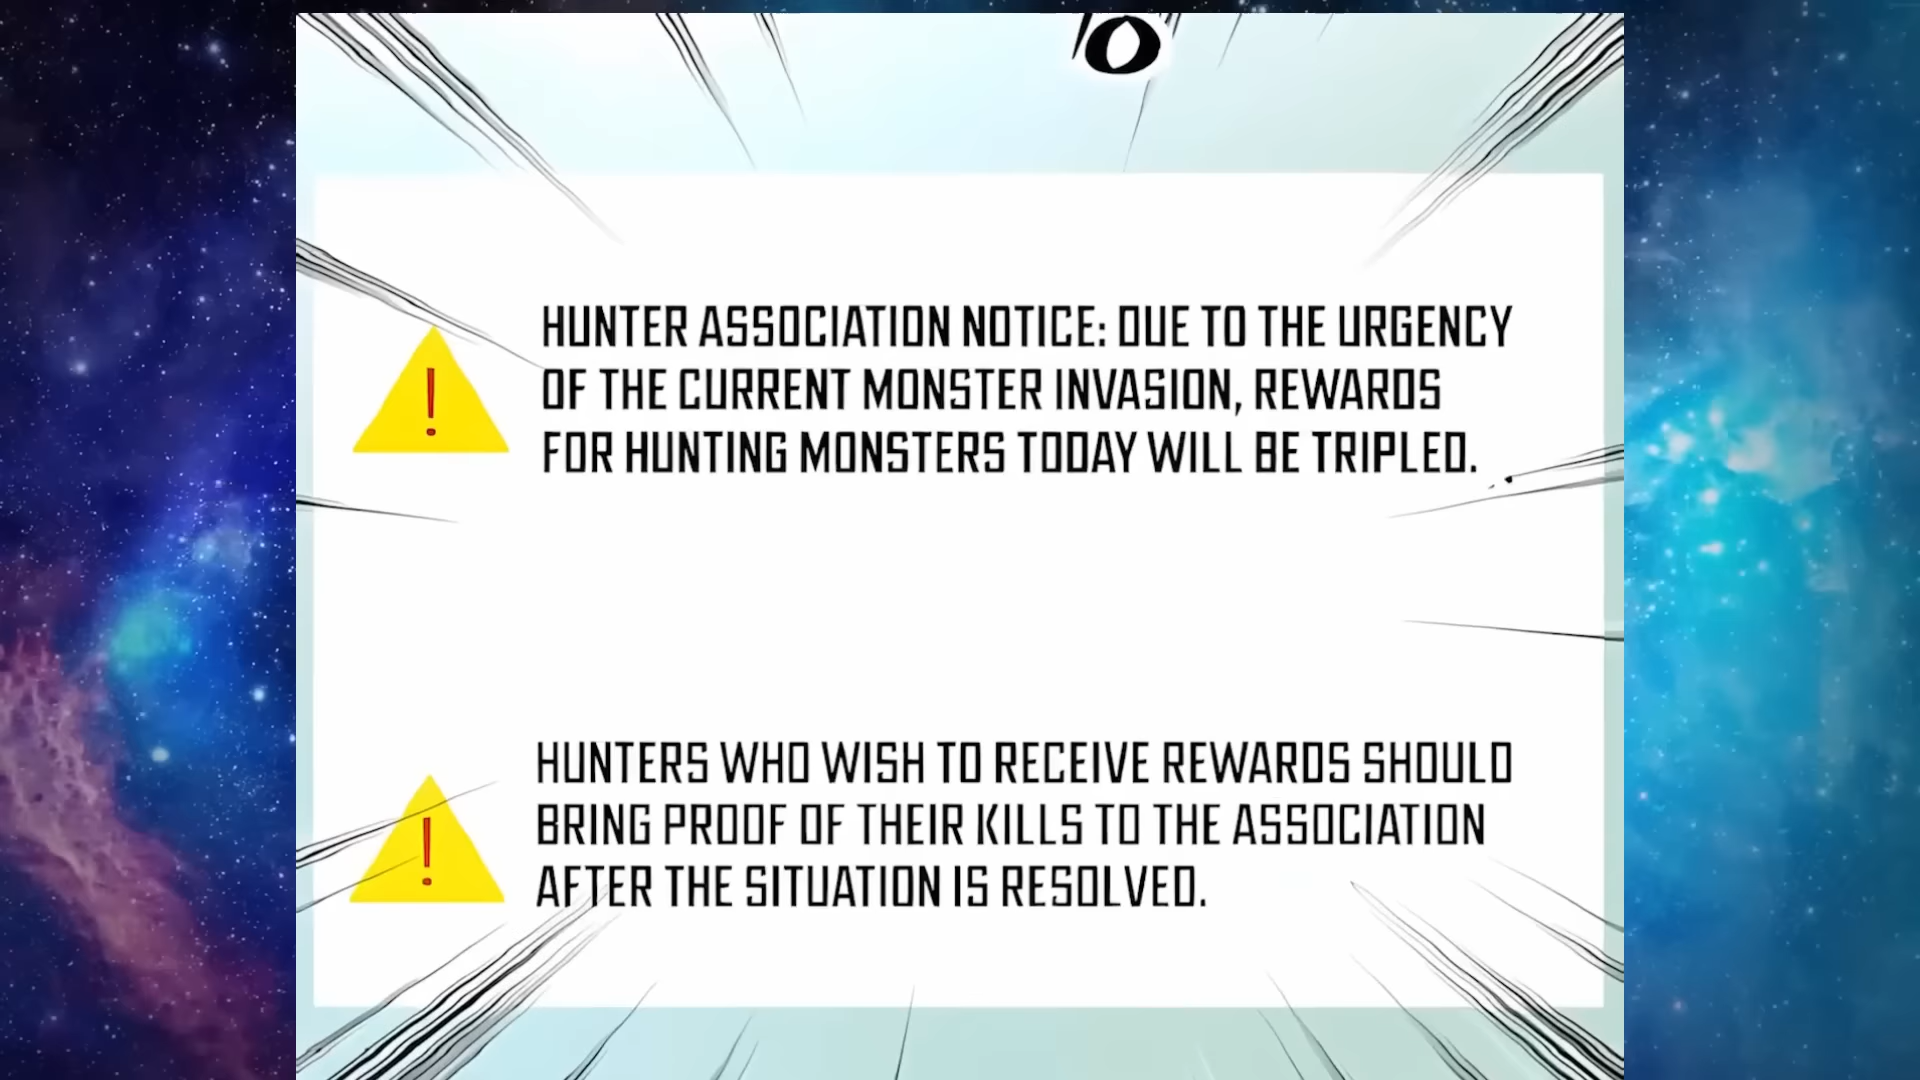 HUNTER ASSOCIATION NOTICE: DUE TO THE URGENCY
OF THE CURRENT MONSTER INVASION, REWARDS
FOR HUNTING MONSTERS TODAY WILL BE TRIPLED.
HUNTERS WHO WISH TO RECEIVE REWARDS SHOULD
BRING PROOF OF THEIR KILLS TO THE ASSOCIATION
AFTER THE SITUATION IS RESOLVED.